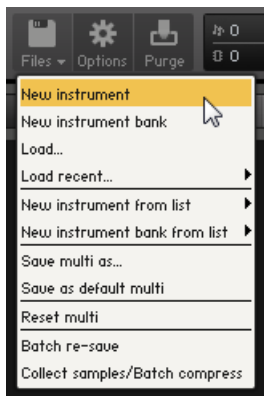 Files Options Purge
0
0
New instrument
New instrument bank
Load...
Load recent...
New instrument from list
New instrument bank from list
Save multi as...
Save as default multi
Reset multi
Batch re-save
Collect samples/Batch compress